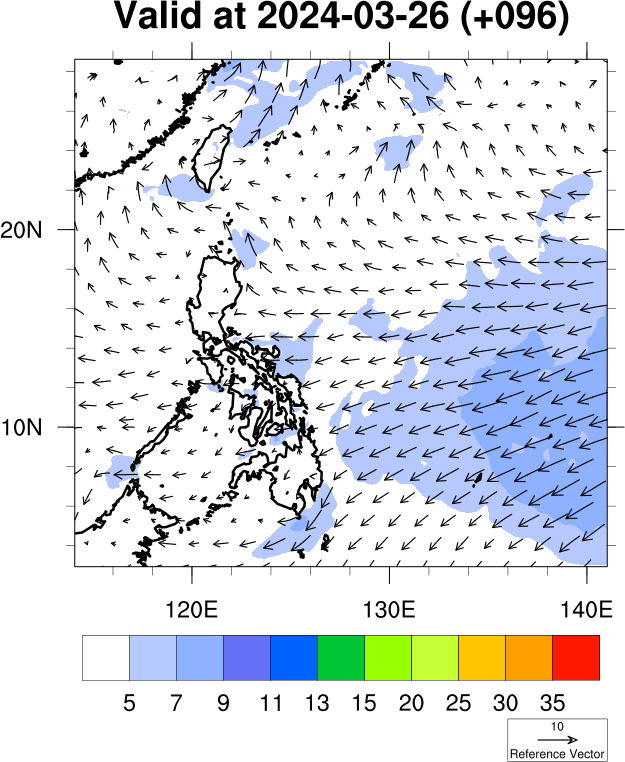 Valid at 2024-03-26 (+096)
20N
10N
120E 130E 140E
5 7 9 11 13 15 20 25 30 35
10
Reference Vector